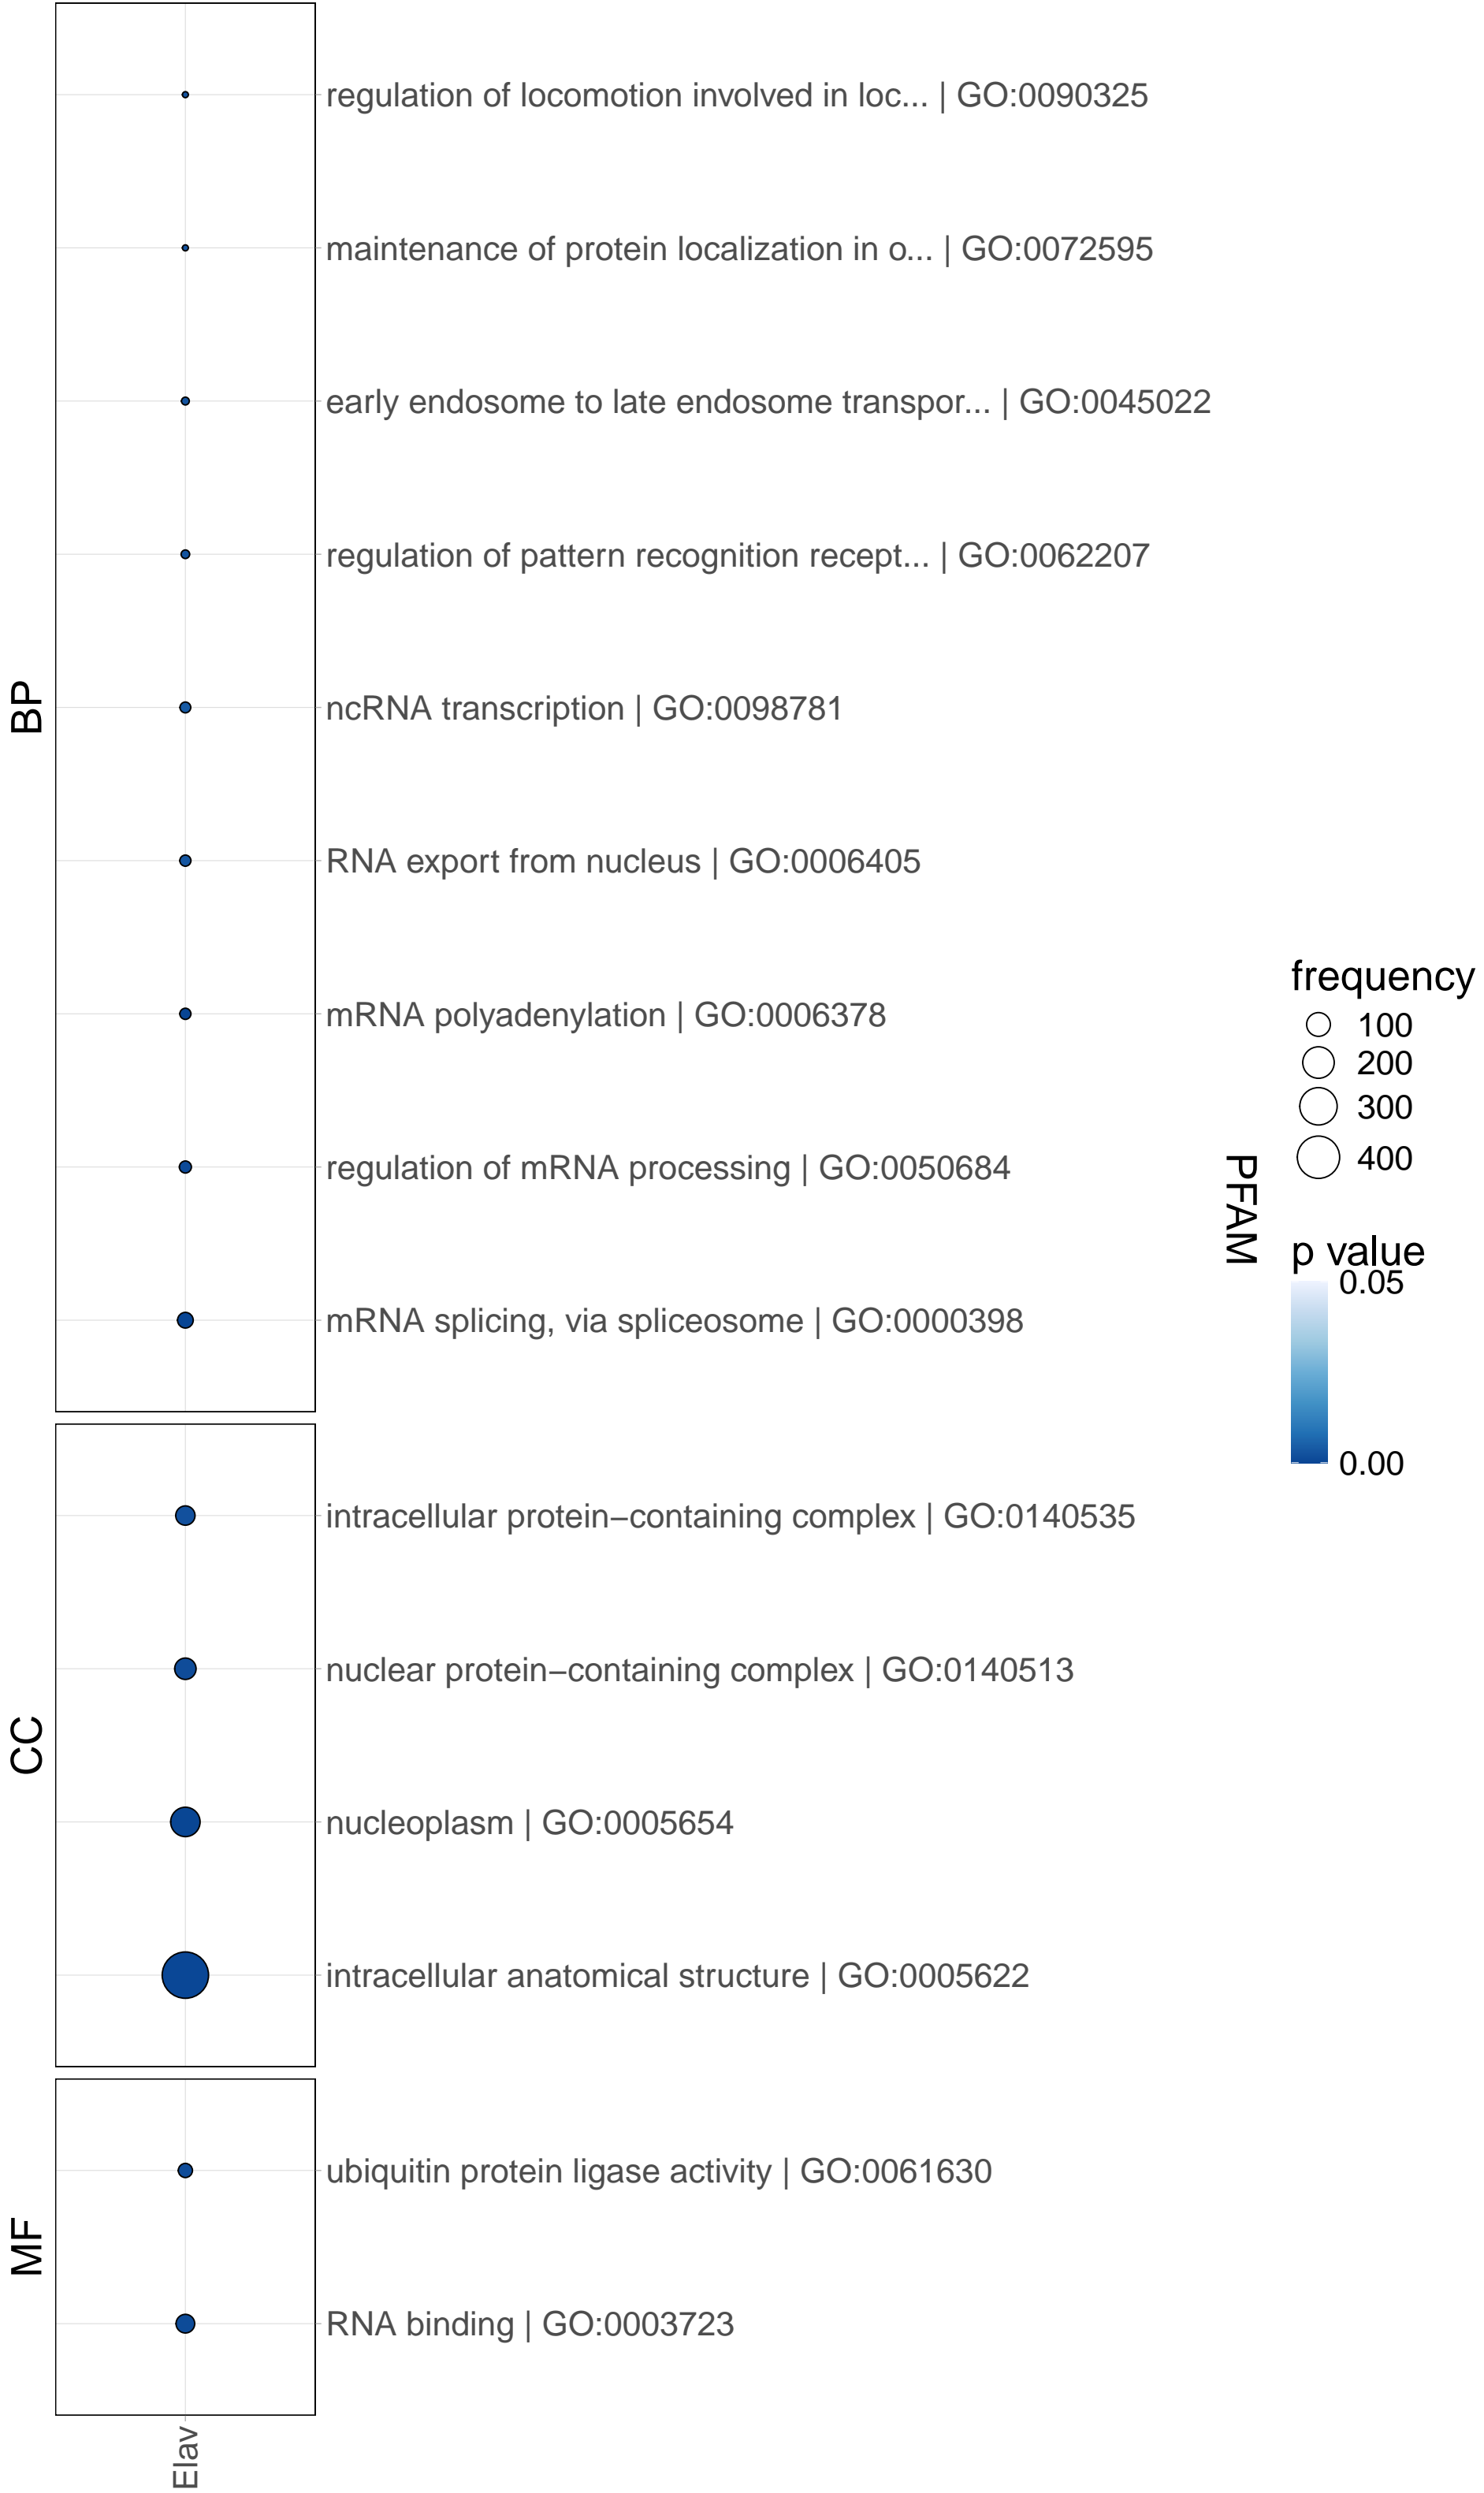 BP
regulation of locomotion involved in loc... | GO:0090325
maintenance of protein localization in o... | GO:0072595
early endosome to late endosome transpor... | GO:0045022
regulation of pattern recognition recept... | GO:0062207
ncRNA transcription | GO:0098781
RNA export from nucleus | GO:0006405
mRNA polyadenylation | GO:0006378
regulation of mRNA processing | GO:0050684
mRNA splicing, via spliceosome | GO:0000398
CC
intracellular protein−containing complex | GO:0140535
nuclear protein−containing complex | GO:0140513
nucleoplasm | GO:0005654
intracellular anatomical structure | GO:0005622
MF
ubiquitin protein ligase activity | GO:0061630
RNA binding | GO:0003723
Elav
PFAM
frequency
100
200
300
400
p value
0.05
0.00